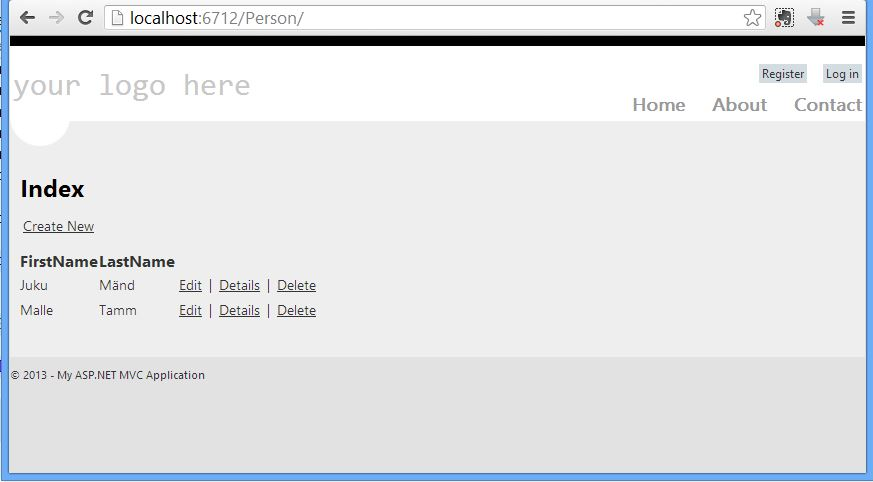 localhost:6712/Person/
Register Log in
your logo here
Home About Contact
Index
Create New
FirstName LastName
Juku Mänd Edit | Details | Delete
Malle Tamm Edit | Details | Delete
© 2013 - My ASP.NET MVC Application